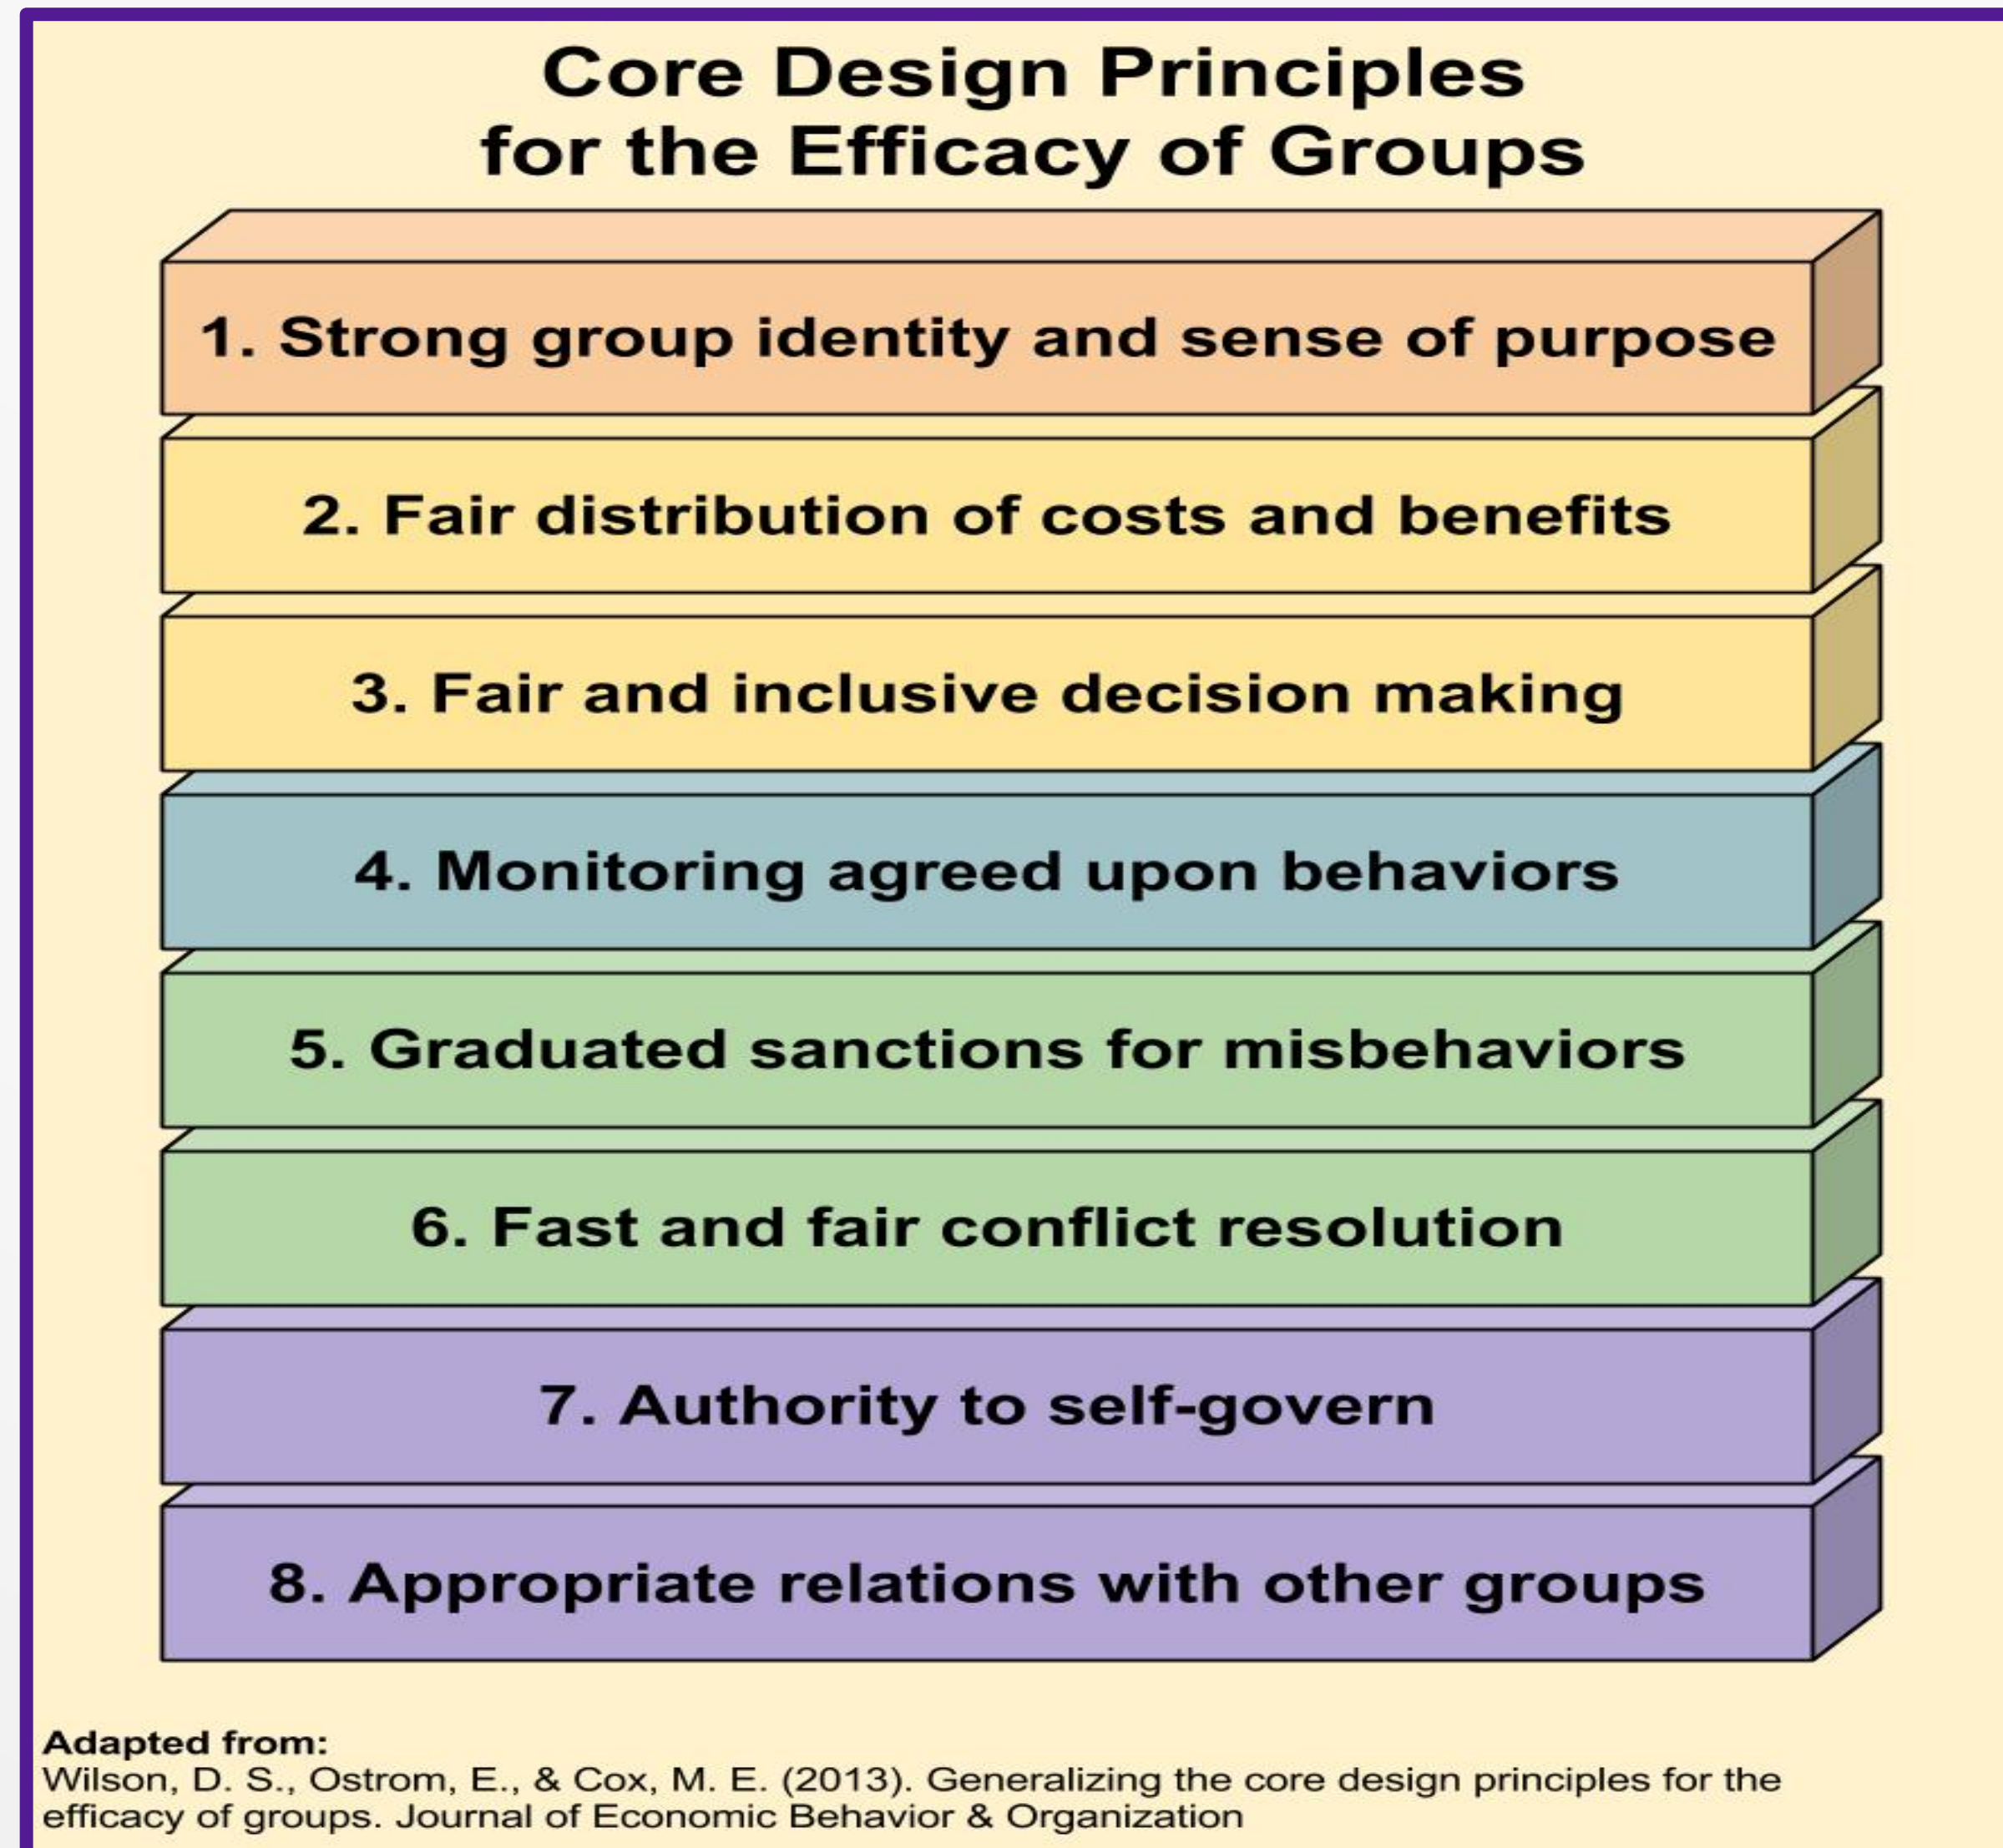 Core Design Principles
for the Efficacy of Groups
1. Strong group identity and sense of purpose
2. Fair distribution of costs and benefits
3. Fair and inclusive decision making
4. Monitoring agreed upon behaviors
5. Graduated sanctions for misbehaviors
6. Fast and fair conflict resolution
7. Authority to self-govern
8. Appropriate relations with other groups
Adapted from:
Wilson, D. S., Ostrom, E., & Cox, M. E. (2013). Generalizing the core design principles for the
efficacy of groups. Journal of Economic Behavior & Organization